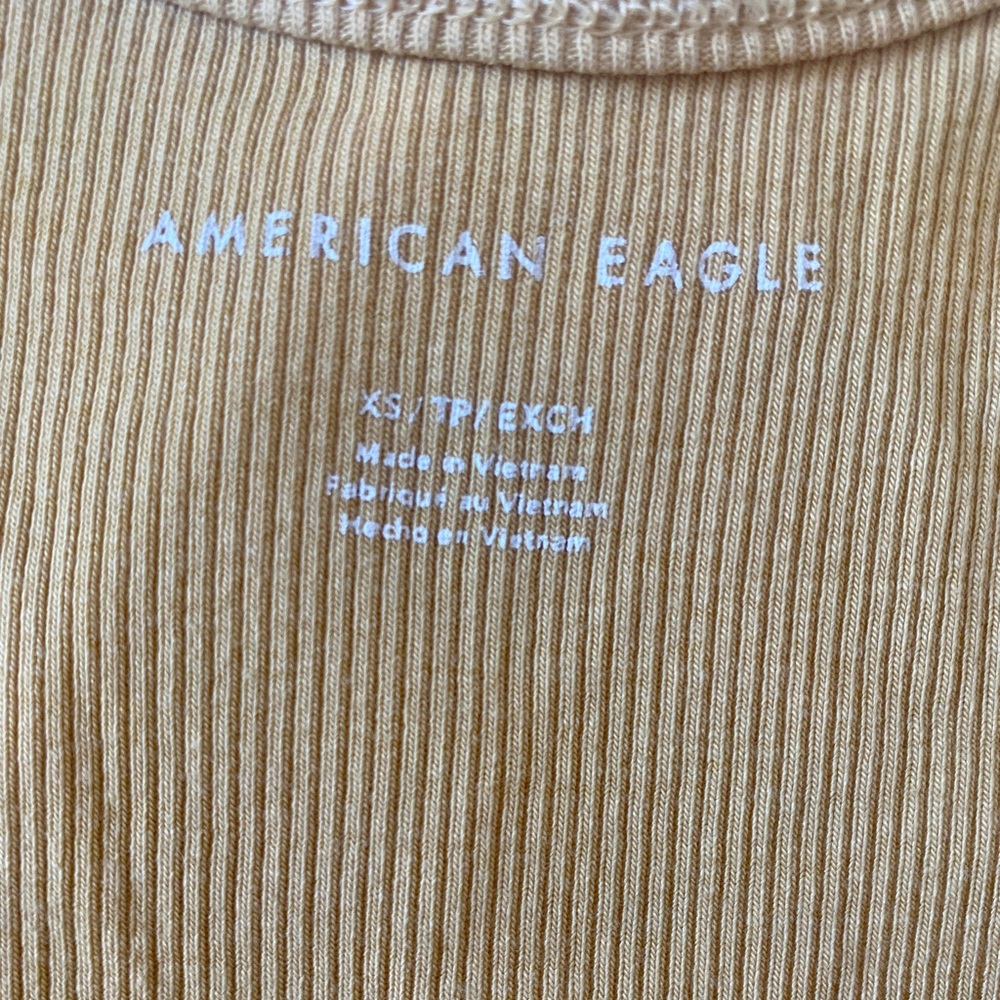 AMERICAN EAGLE
XS/TP/EXCH
Made in Vietnam
Fabriqué au Vietnam
Hecho en Vietnam